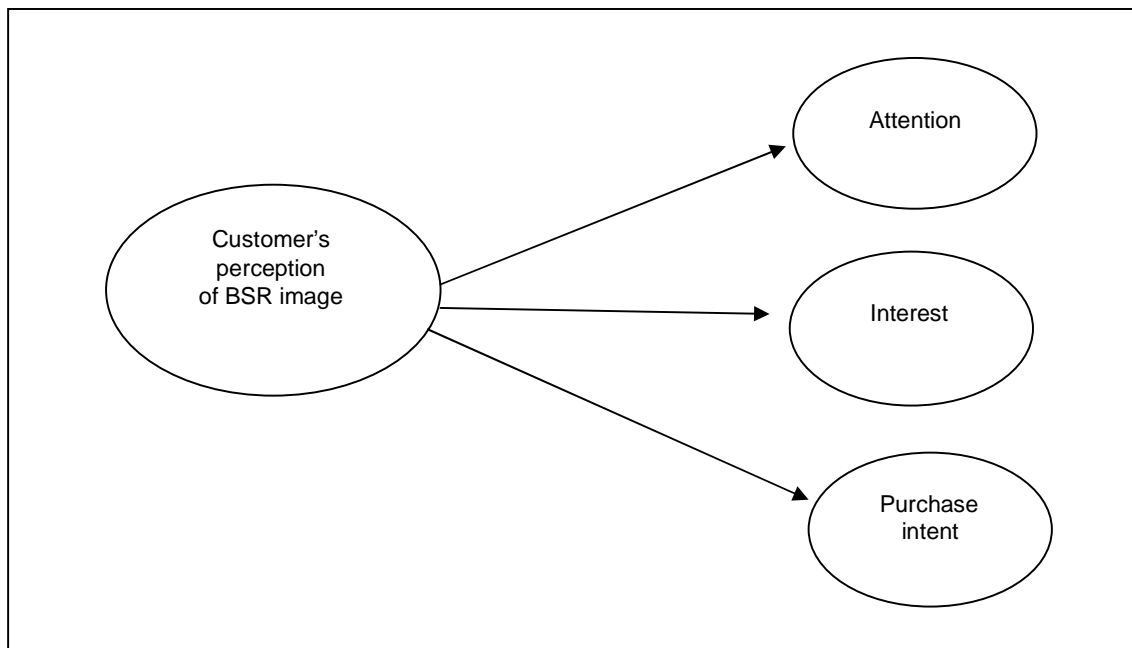 Attention
Customer’s
perception
of BSR image
Interest
Purchase
intent